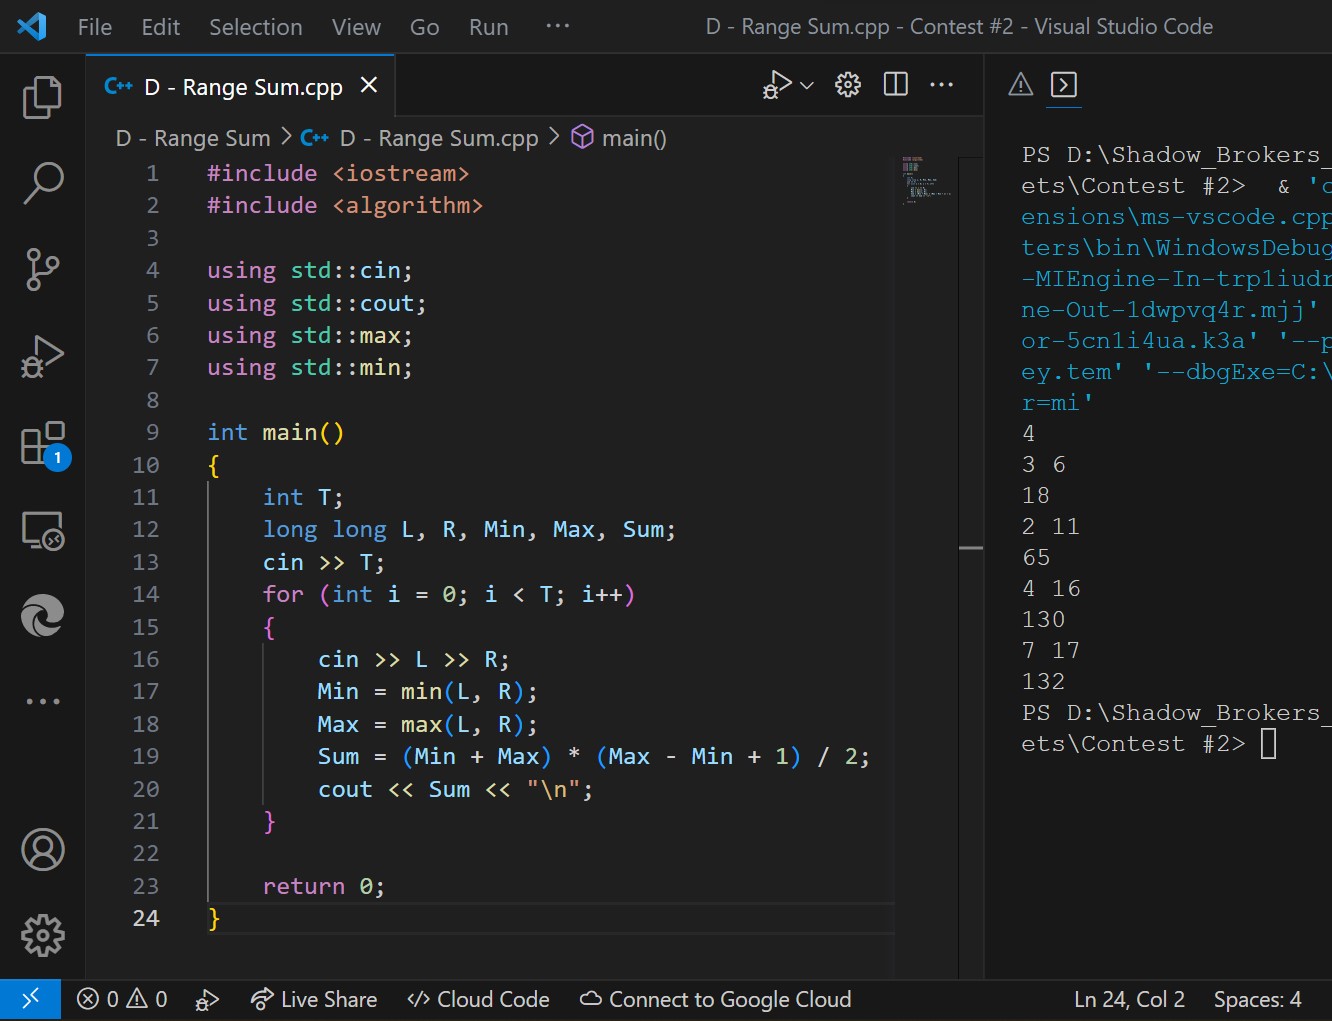 File Edit Selection View Go Run ··· D - Range Sum.cpp - Contest #2 - Visual Studio Code
C++ D - Range Sum.cpp
D - Range Sum > C++ D - Range Sum.cpp > main()
1 #include <iostream>
2 #include <algorithm>
3
4 using std::cin;
5 using std::cout;
6 using std::max;
7 using std::min;
8
9 int main()
10 {
11 int T;
12 long long L, R, Min, Max, Sum;
13 cin >> T;
14 for (int i = 0; i < T; i++)
15 {
16 cin >> L >> R;
17 Min = min(L, R);
18 Max = max(L, R);
19 Sum = (Min + Max) * (Max - Min + 1) / 2;
20 cout << Sum << "\n";
21 }
22
23 return 0;
24 }
PS D:\Shadow_Brokers_
ets\Contest #2> & 'c
ensions\ms-vscode.cpp
ters\bin\WindowsDebug
-MIEngine-In-trp1iudr
ne-Out-1dwpvq4r.mjj'
or-5cn1i4ua.k3a' '--p
ey.tem' '--dbgExe=C:\
r=mi'
4
3 6
18
2 11
65
4 16
130
7 17
132
PS D:\Shadow_Brokers_
ets\Contest #2>
1
0 0 Live Share Cloud Code Connect to Google Cloud Ln 24, Col 2 Spaces: 4